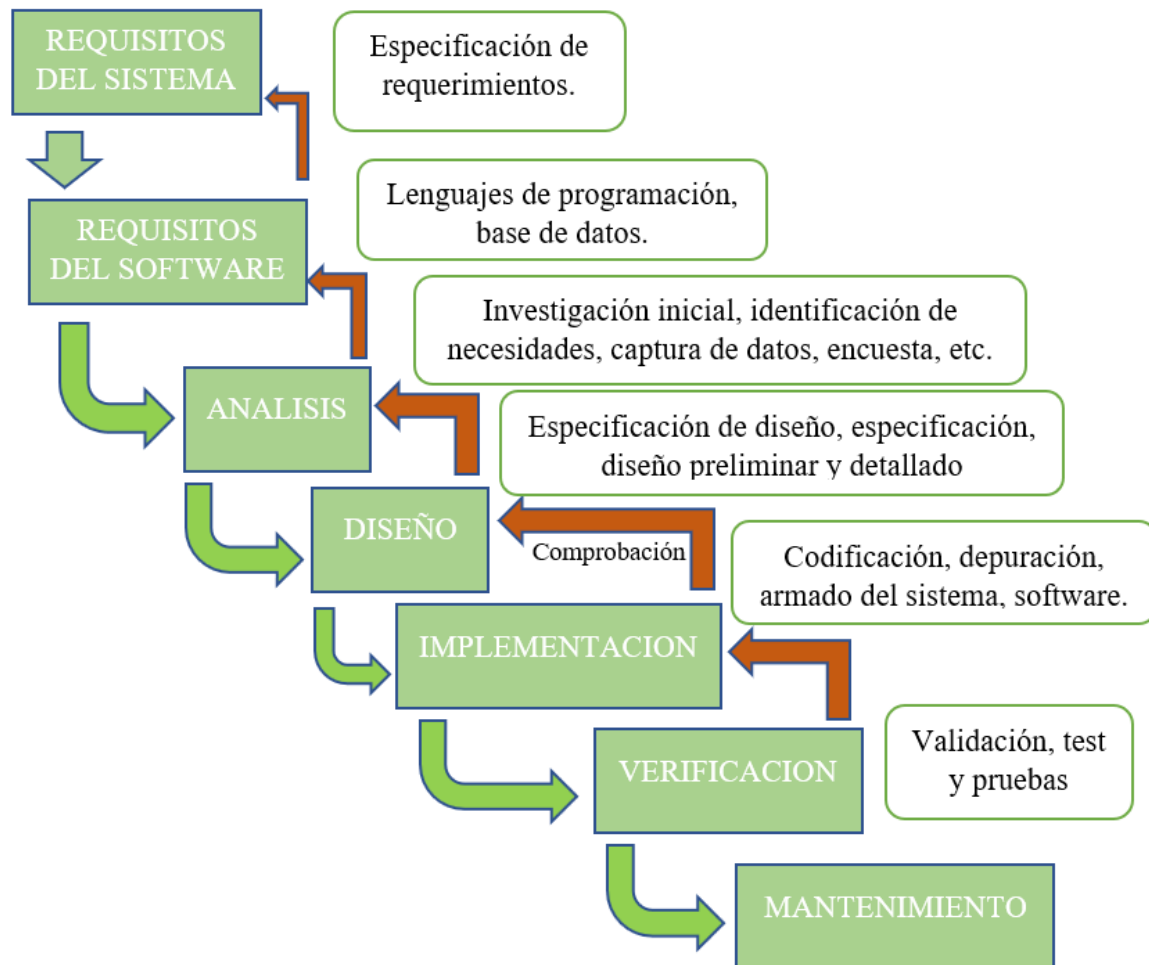 REQUISITOS
DEL SISTEMA
Especificación de
requerimientos.
REQUISITOS
DEL SOFTWARE
Lenguajes de programación,
base de datos.
Investigación inicial, identificación de
necesidades, captura de datos, encuesta, etc.
ANALISIS
Especificación de diseño, especificación,
diseño preliminar y detallado
DISEÑO
Comprobación
Codificación, depuración,
armado del sistema, software.
IMPLEMENTACION
Validación, test
y pruebas
VERIFICACION
MANTENIMIENTO